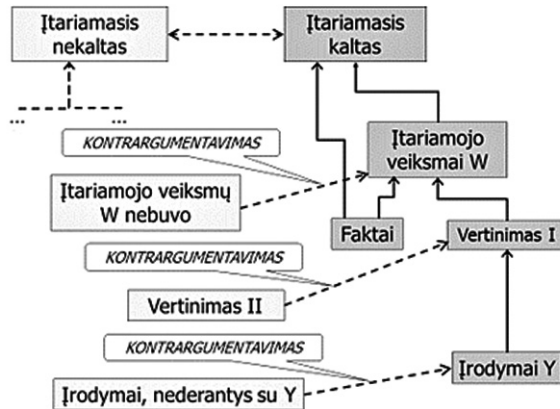 Įtariamasis
nekaltas
Įtariamasis
kaltas
...
...
KONTRARGUMENTAVIMAS
Įtariamojo
veiksmai W
Įtariamojo veiksmų
W nebuvo
Faktai
Vertinimas I
KONTRARGUMENTAVIMAS
Vertinimas II
KONTRARGUMENTAVIMAS
Įrodymai Y
Įrodymai, nederantys su Y